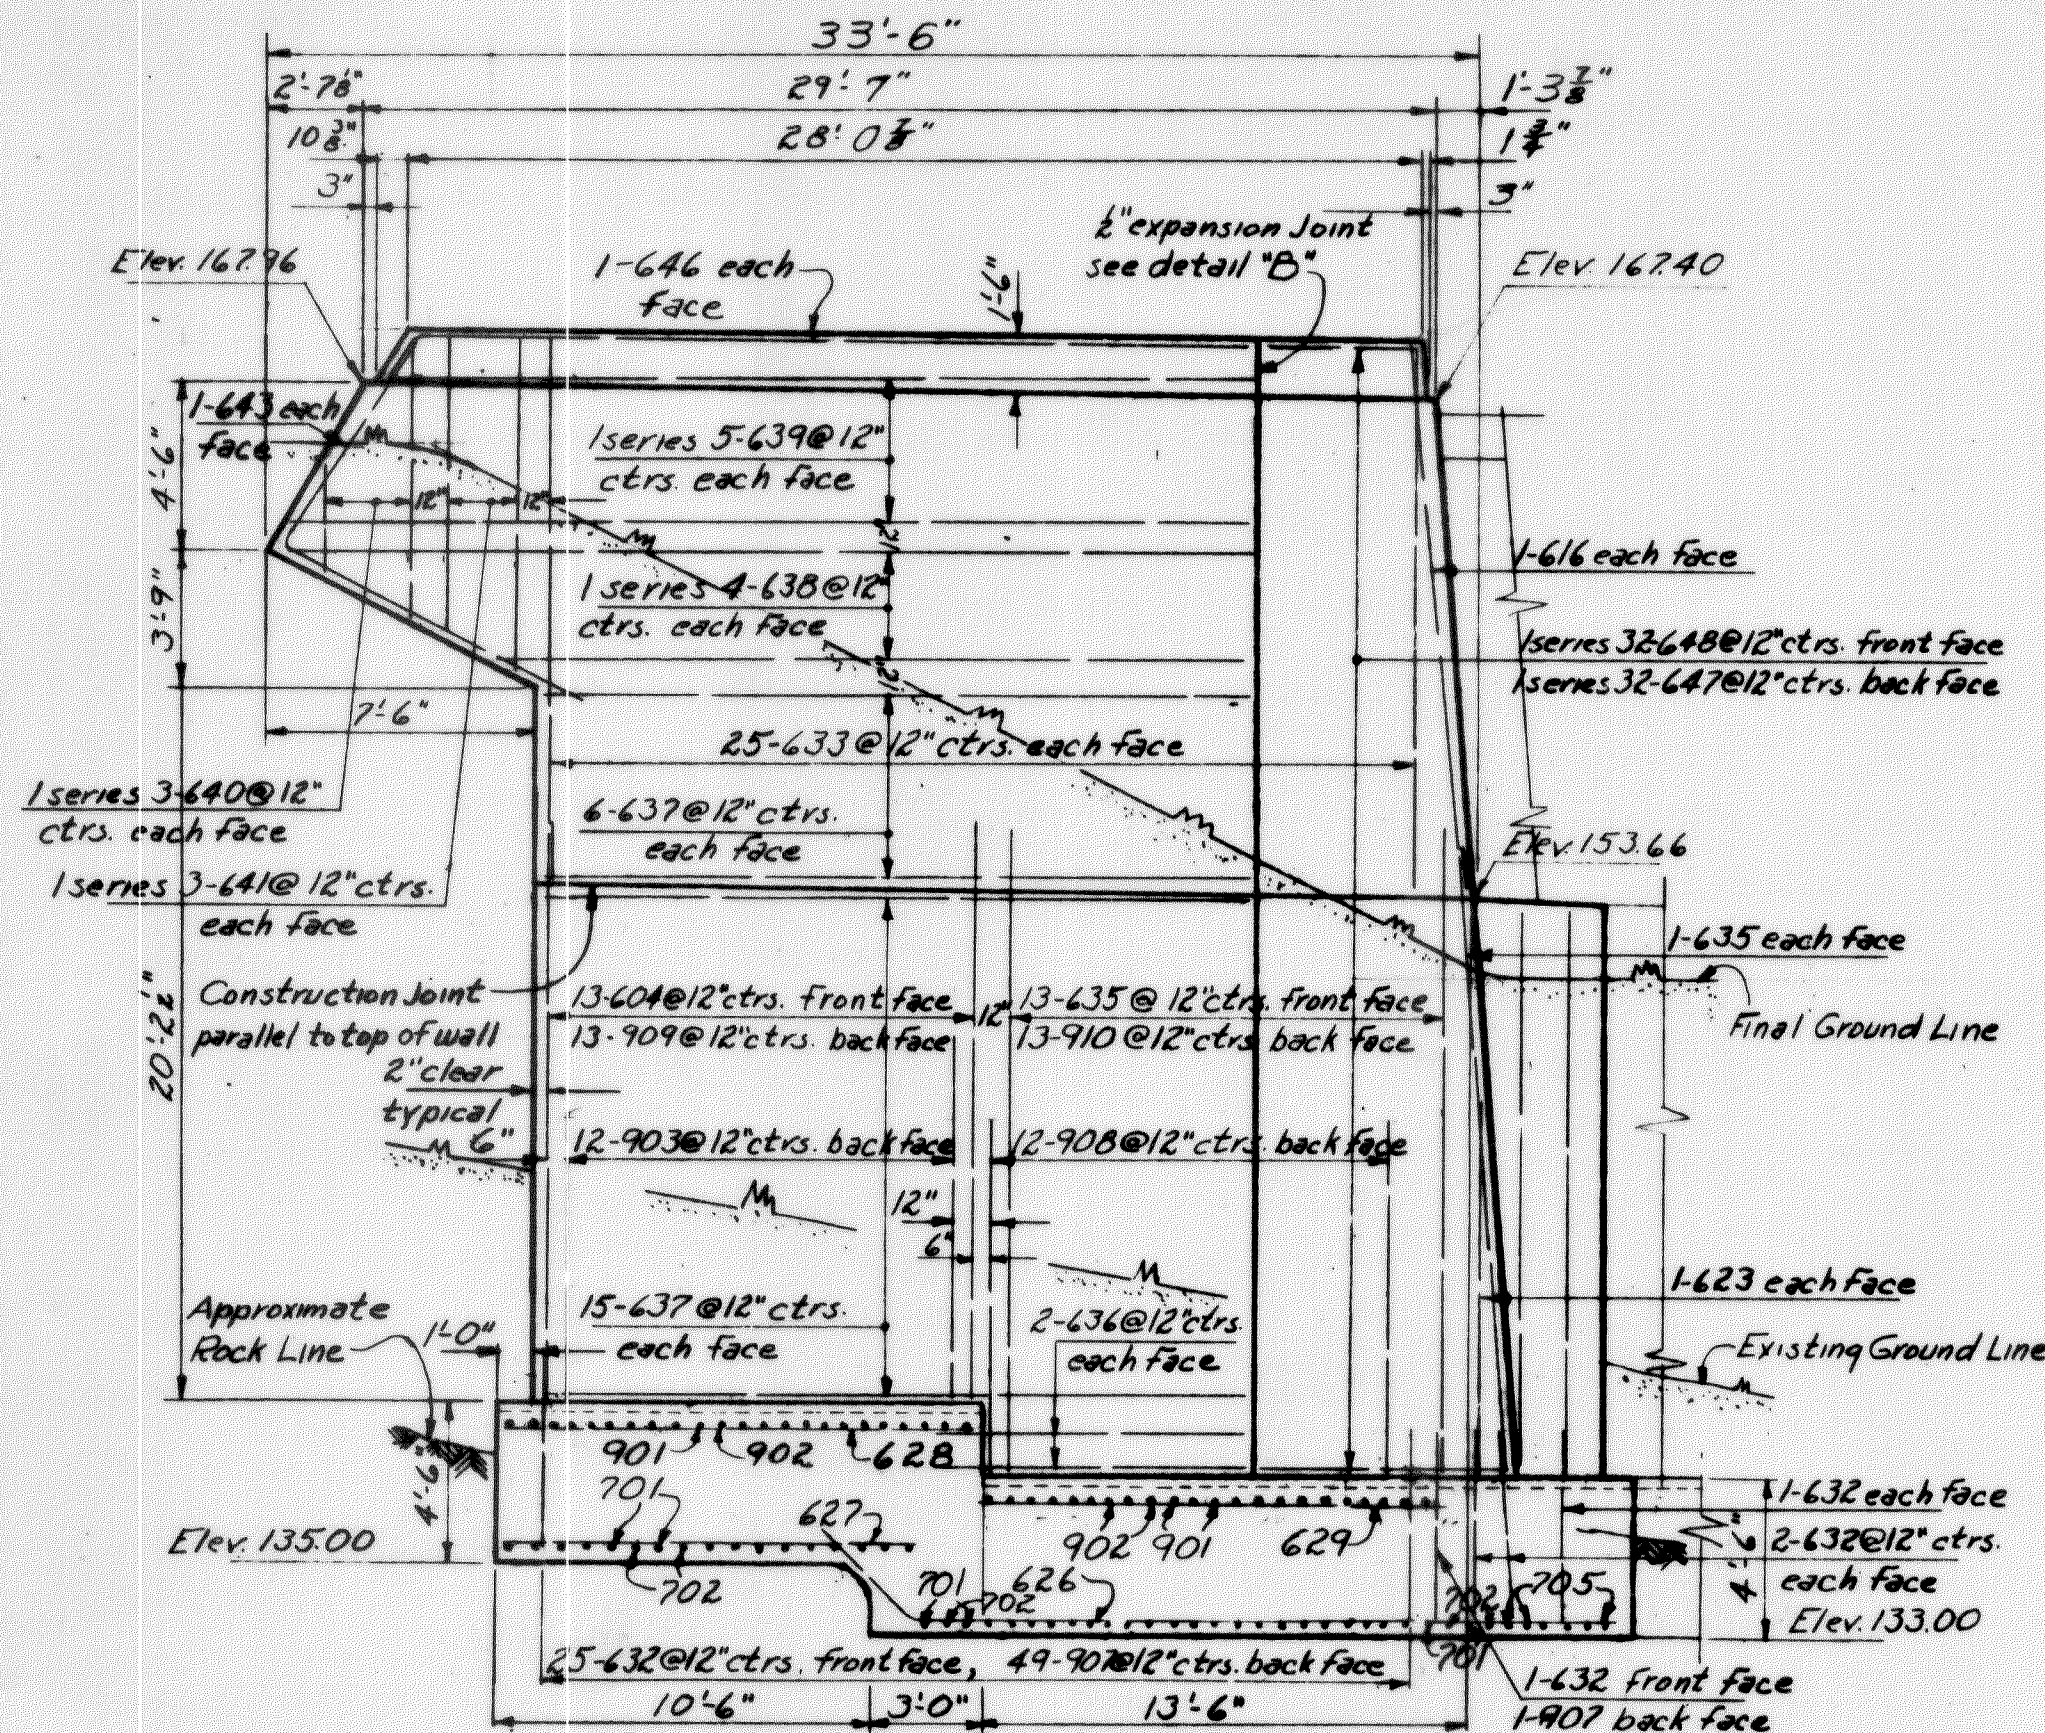 33'-6"
2'-7⅛"
29'-7"
1'-3⅞"
10⅜"
28'-0⅞"
1¾"
3"
3"
½" expansion Joint
see detail "B"
Elev. 167.96
1-646 each
face
1'-6"
Elev. 167.40
1-643 each
face
4'-6"
1 series 5-639@12"
ctrs. each face
12"
12"
12"
1-616 each face
3'-9"
1 series 4-638@12"
ctrs. each face
12"
1 series 32-648@12"ctrs. front face
1 series 32-647@12"ctrs. back face
7'-6"
25-633@12" ctrs. each face
1 series 3-640@12"
ctrs. each face
6-637@12"ctrs.
each face
Elev. 153.66
1 series 3-641@12"ctrs.
each face
1-635 each face
20'-2½"
Construction Joint
parallel to top of wall
13-604@12"ctrs. front face
13-909@12"ctrs. back face
12"
13-635@12"ctrs. front face
13-910@12"ctrs. back face
Final Ground Line
2"clear
typical
6"
12-903@12"ctrs. back face
12-908@12"ctrs. back face
12"
6"
1-623 each face
Approximate
Rock Line
1'-0"
15-637@12"ctrs.
each face
2-636@12"ctrs.
each face
Existing Ground Line
901
902
628
4'-6"
701
627
902
901
629
1-632 each face
2-632@12" ctrs.
each face
4'-6"
Elev. 135.00
702
701
702
626
702
705
Elev. 133.00
701
25-632@12"ctrs. front face, 49-907@12"ctrs. back face
1-632 front face
1-907 back face
10'-6"
3'-0"
13'-6"